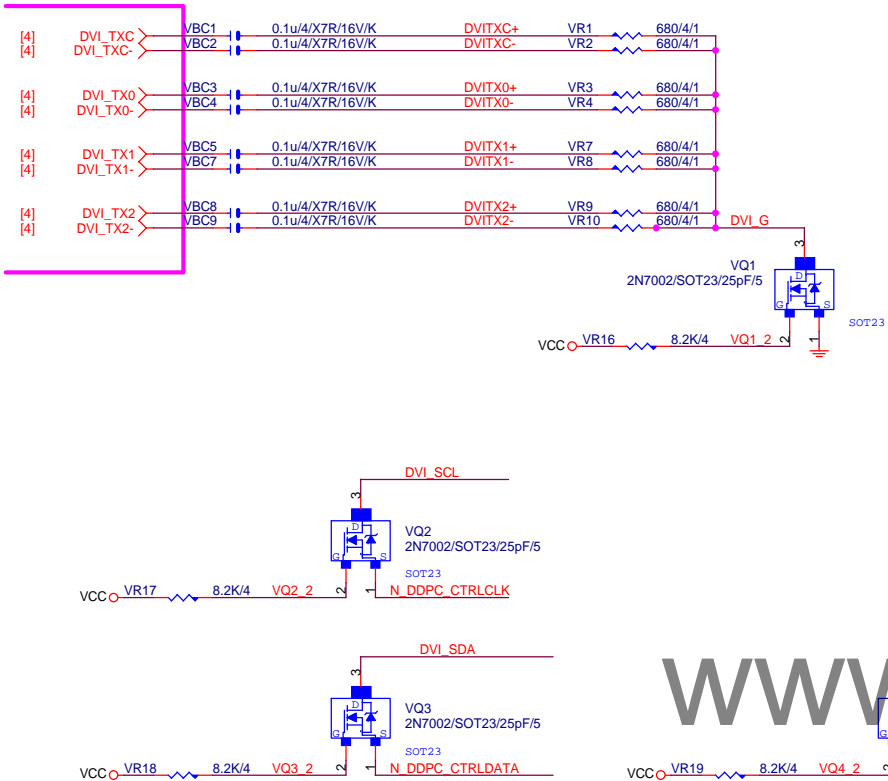 [4] DVI_TXC VBC1 0.1u/4/X7R/16V/K DVITXC+ VR1 680/4/1
[4] DVI_TXC- VBC2 0.1u/4/X7R/16V/K DVITXC- VR2 680/4/1
[4] DVI_TX0 VBC3 0.1u/4/X7R/16V/K DVITX0+ VR3 680/4/1
[4] DVI_TX0- VBC4 0.1u/4/X7R/16V/K DVITX0- VR4 680/4/1
[4] DVI_TX1 VBC5 0.1u/4/X7R/16V/K DVITX1+ VR7 680/4/1
[4] DVI_TX1- VBC7 0.1u/4/X7R/16V/K DVITX1- VR8 680/4/1
[4] DVI_TX2 VBC8 0.1u/4/X7R/16V/K DVITX2+ VR9 680/4/1
[4] DVI_TX2- VBC9 0.1u/4/X7R/16V/K DVITX2- VR10 680/4/1 DVI_G
3
VQ1
2N7002/SOT23/25pF/5
D
G S
SOT23
VCC VR16 8.2K/4 VQ1_2 2 1
DVI_SCL
3
VQ2
2N7002/SOT23/25pF/5
D
G S
SOT23
VCC VR17 8.2K/4 VQ2_2 2 1 N_DDPC_CTRLCLK
DVI_SDA
3
VQ3
2N7002/SOT23/25pF/5
D
G S
SOT23
VCC VR18 8.2K/4 VQ3_2 2 1 N_DDPC_CTRLDATA
www
G
VCC VR19 8.2K/4 VQ4_2 2